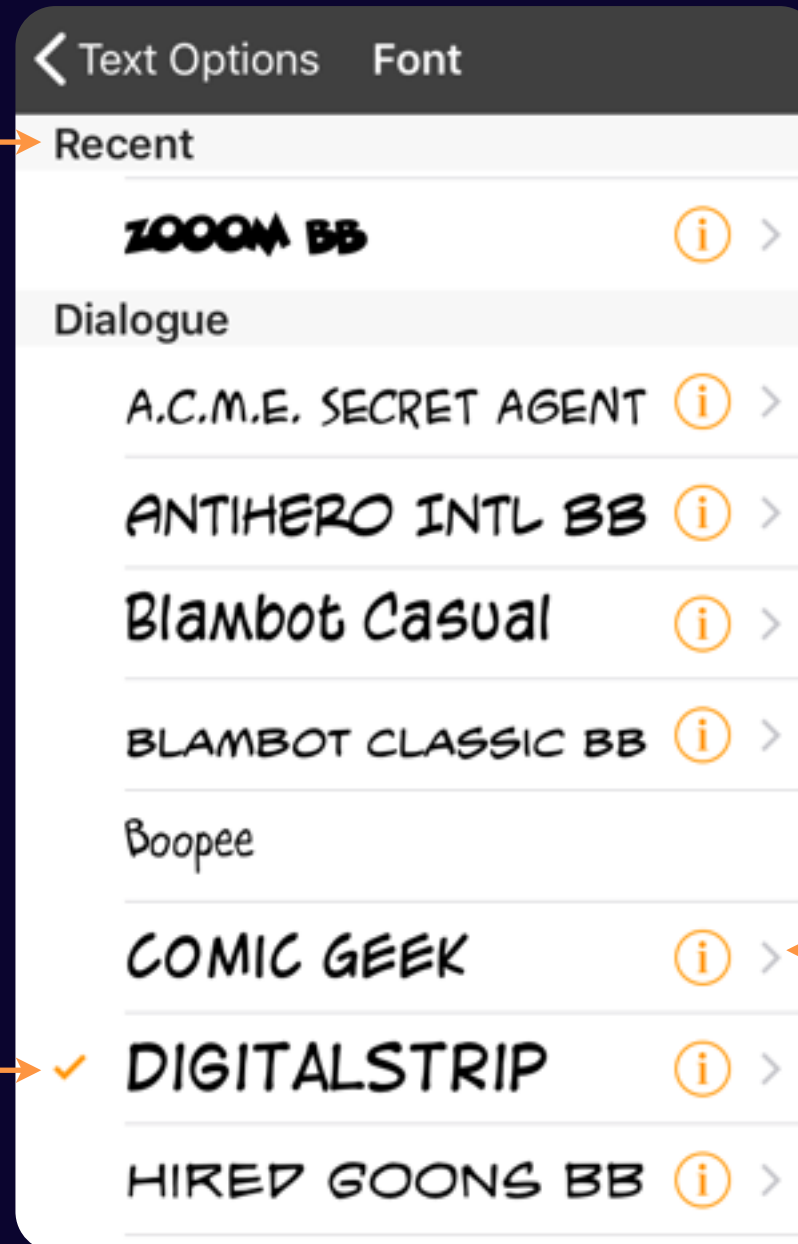 Text Options Font
Recent
ZOOOM BB
Dialogue
A.C.M.E. SECRET AGENT
ANTIHERO INTL BB
Blambot Casual
BLAMBOT CLASSIC BB
Boopee
COMIC GEEK
DIGITALSTRIP
HIRED GOONS BB